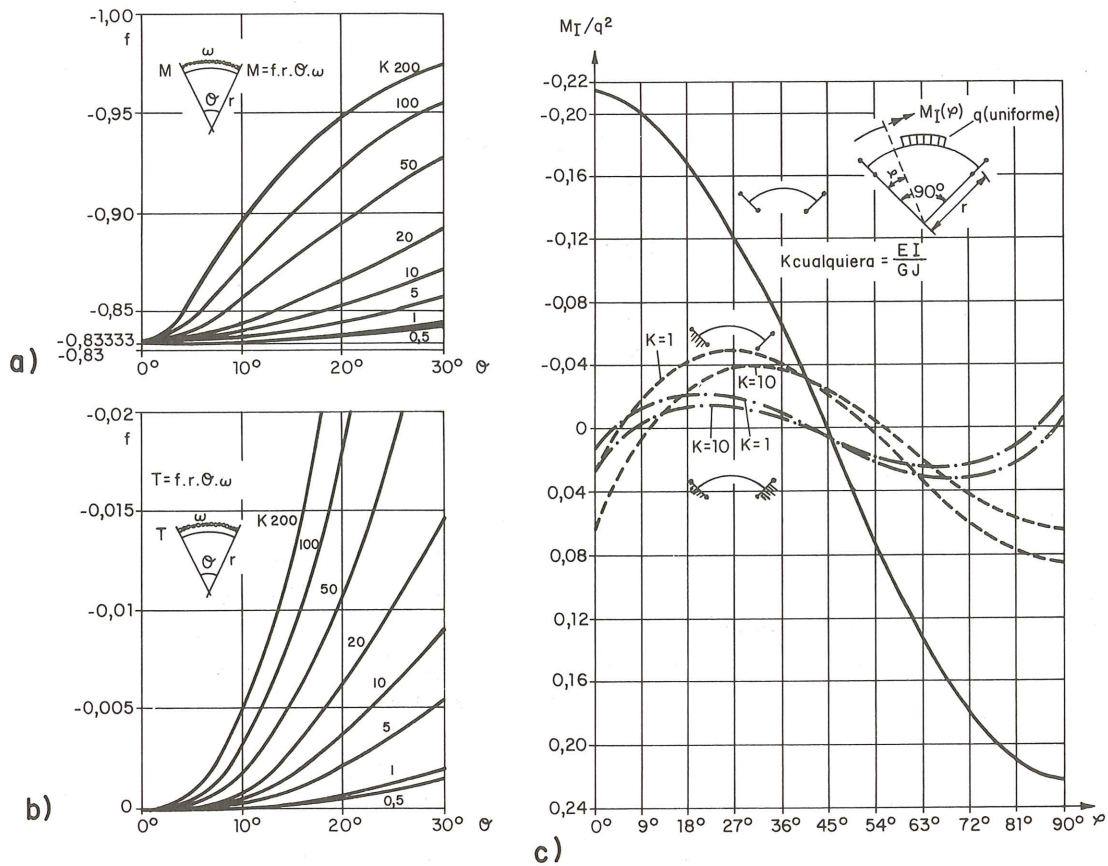 a)
-1,00
f
-0,95
-0,90
-0,85
-0,83333
-0,83
ω
M
M=f.r.θ.ω
θ
r
K 200
100
50
20
10
5
1
0,5
0°
10°
20°
30°
θ
b)
-0,02
f
-0,015
-0,01
-0,005
0
T=f.r.θ.ω
ω
T
θ
r
K 200
100
50
20
10
5
1
0,5
0°
10°
20°
30°
θ
c)
M_I/q²
-0,22
-0,20
-0,16
-0,12
-0,08
-0,04
0
0,04
0,08
0,12
0,16
0,20
0,24
M_I(φ)
q(uniforme)
φ
90°
r
K cualquiera = EI/GJ
K=1
K=10
K=10
K=1
0°
9°
18°
27°
36°
45°
54°
63°
72°
81°
90°
φ